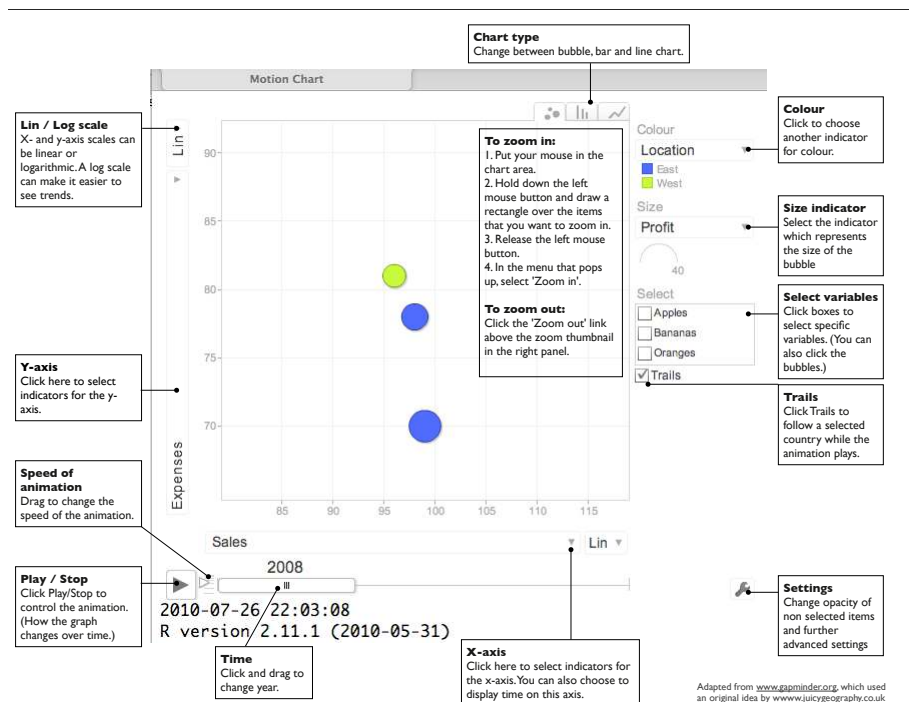 Chart type
Change between bubble, bar and line chart.
Motion Chart
Lin / Log scale
X- and y-axis scales can
be linear or
logarithmic. A log scale
can make it easier to
see trends.
Lin
90
85
80
75
70
Expenses
85
90
95
100
105
110
115
To zoom in:
1. Put your mouse in the
chart area.
2. Hold down the left
mouse button and draw a
rectangle over the items
that you want to zoom in.
3. Release the left mouse
button.
4. In the menu that pops
up, select 'Zoom in'.
To zoom out:
Click the 'Zoom out' link
above the zoom thumbnail
in the right panel.
Colour
Location
East
West
Size
Profit
40
Select
Apples
Bananas
Oranges
Trails
Colour
Click to choose
another indicator
for colour.
Size indicator
Select the indicator
which represents
the size of the
bubble
Select variables
Click boxes to
select specific
variables. (You can
also click the
bubbles.)
Trails
Click Trails to
follow a selected
country while the
animation plays.
Y-axis
Click here to select
indicators for the y-
axis.
Speed of
animation
Drag to change the
speed of the animation.
Sales
Lin
2008
Play / Stop
Click Play/Stop to
control the animation.
(How the graph
changes over time.)
2010-07-26 22:03:08
R version 2.11.1 (2010-05-31)
Time
Click and drag to
change year.
X-axis
Click here to select indicators for
the x-axis. You can also choose to
display time on this axis.
Settings
Change opacity of
non selected items
and further
advanced settings
Adapted from www.gapminder.org, which used
an original idea by wwww.juicygeography.co.uk